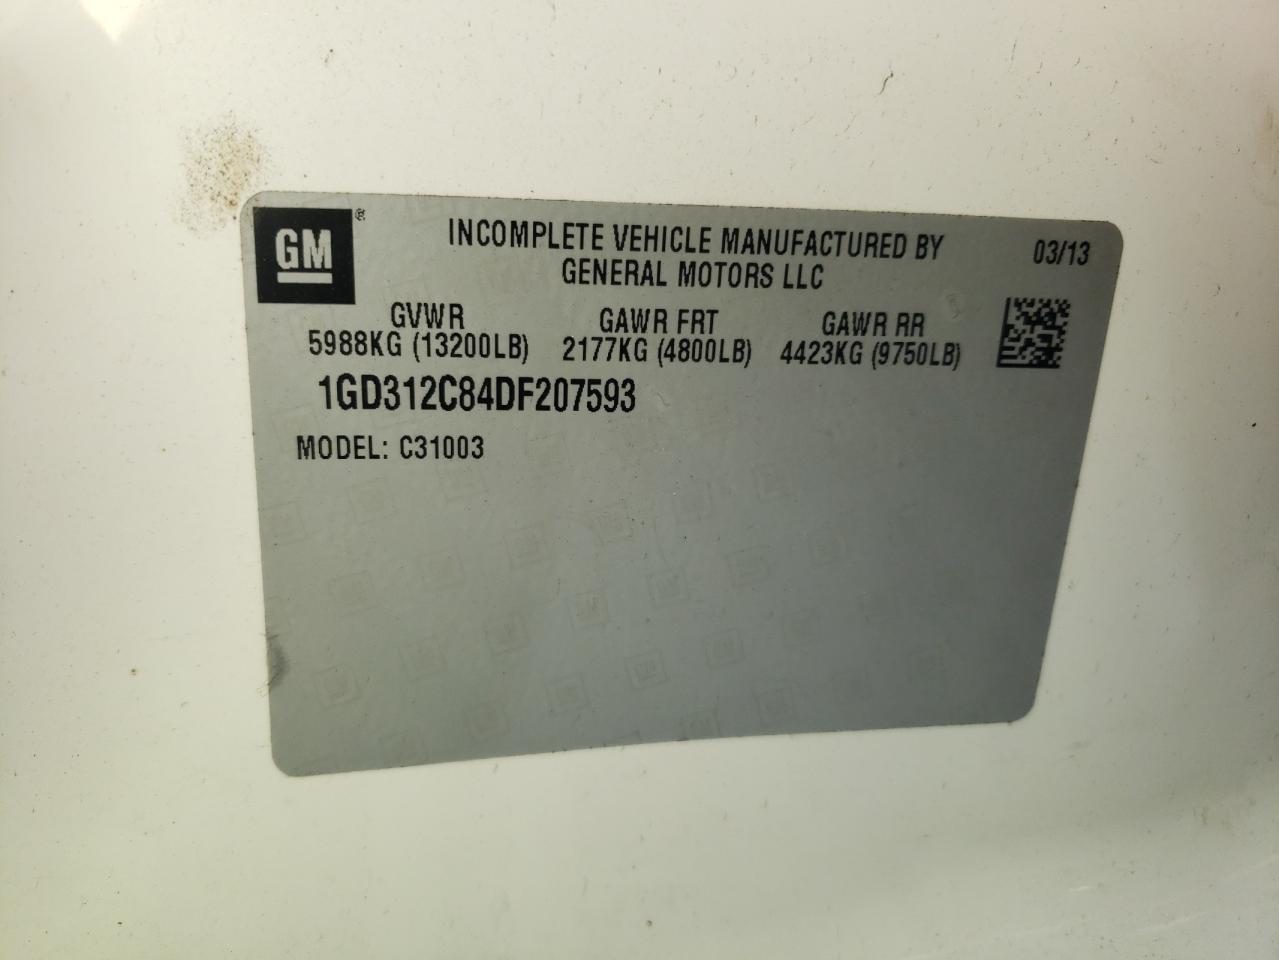 GM®
INCOMPLETE VEHICLE MANUFACTURED BY
GENERAL MOTORS LLC
03/13
GVWR
5988KG (13200LB)
GAWR FRT
2177KG (4800LB)
GAWR RR
4423KG (9750LB)
1GD312C84DF207593
MODEL: C31003